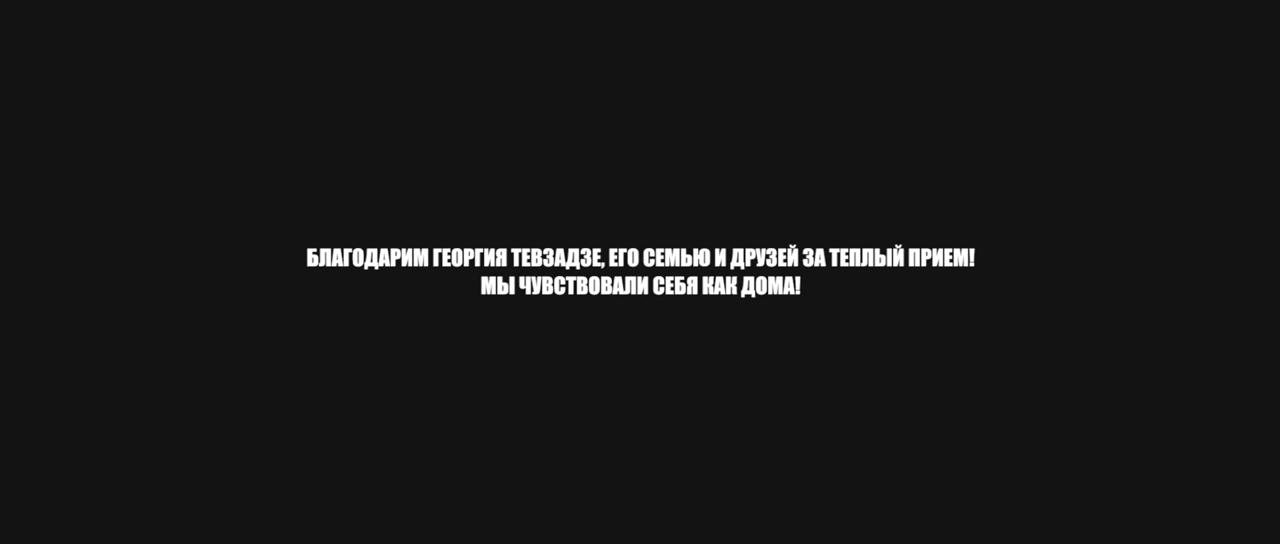 БЛАГОДАРИМ ГЕОРГИЯ ТЕВЗАДЗЕ, ЕГО СЕМЬЮ И ДРУЗЕЙ ЗА ТЕПЛЫЙ ПРИЕМ!
МЫ ЧУВСТВОВАЛИ СЕБЯ КАК ДОМА!